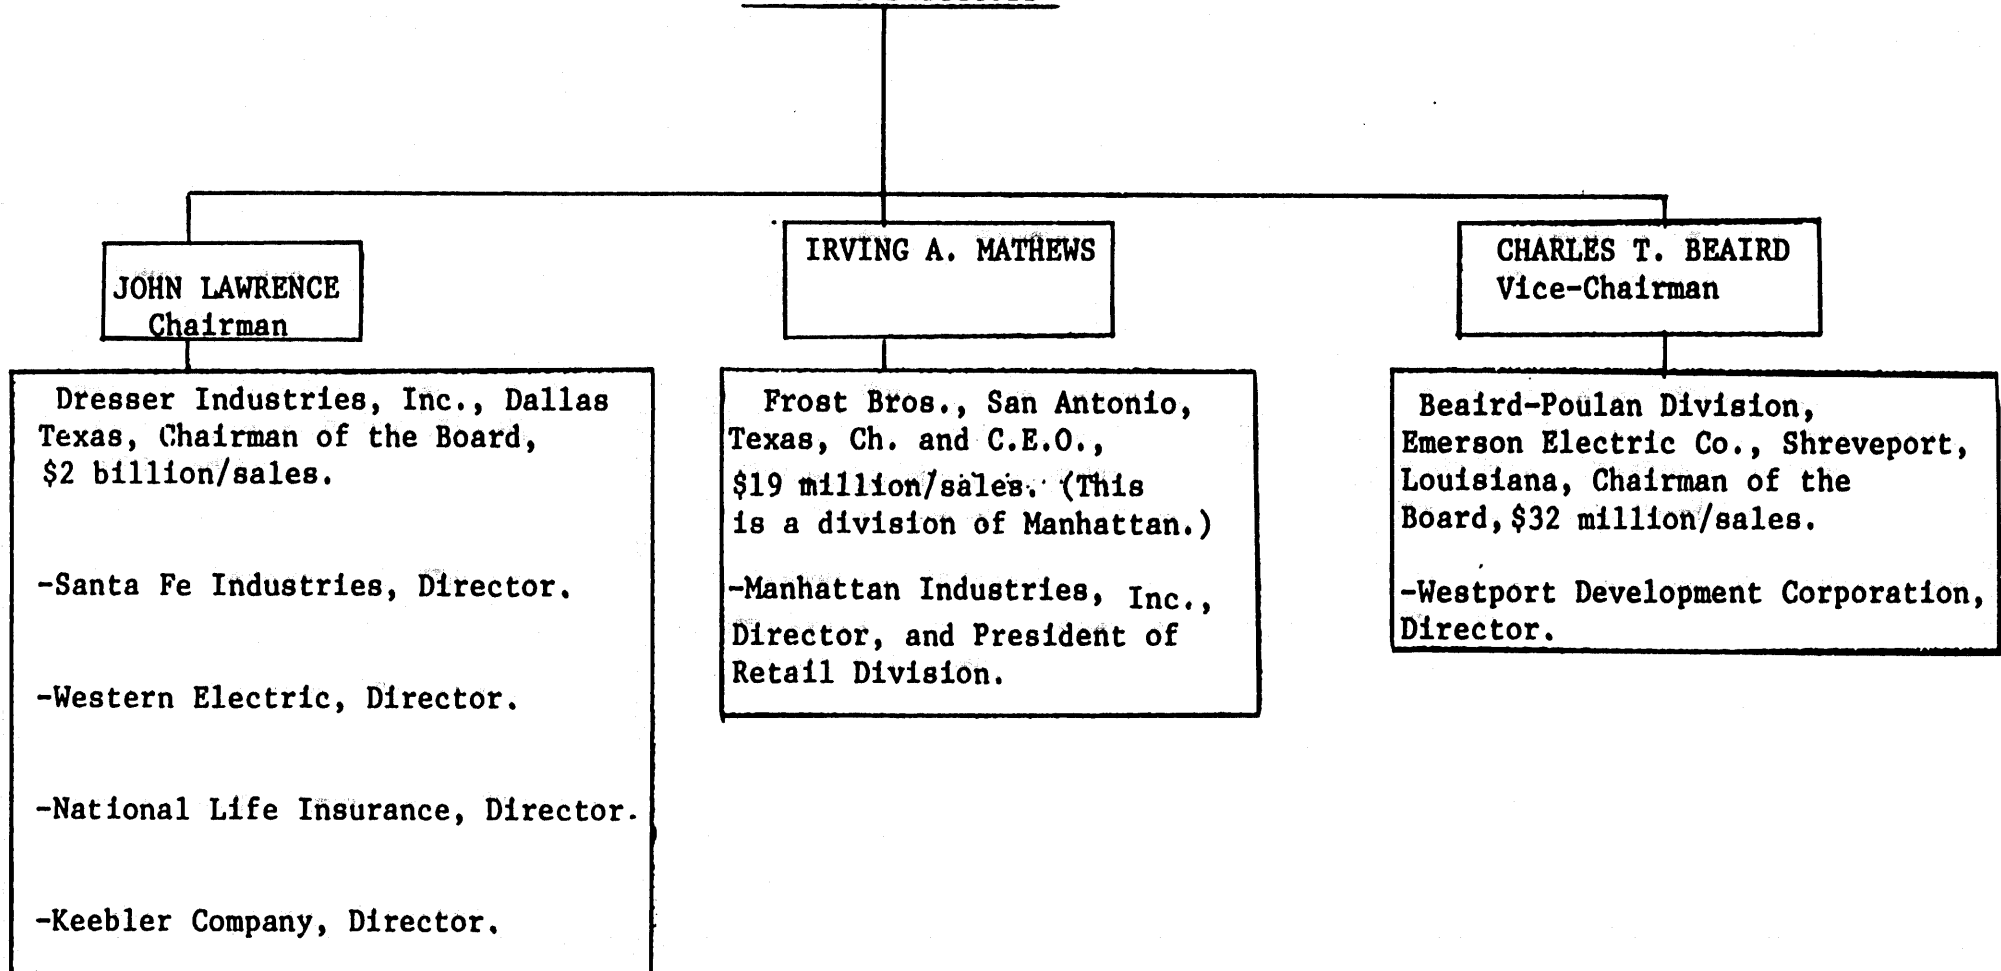 JOHN LAWRENCE
Chairman
IRVING A. MATHEWS
CHARLES T. BEAIRD
Vice-Chairman
Dresser Industries, Inc., Dallas
Texas, Chairman of the Board,
$2 billion/sales.
-Santa Fe Industries, Director.
-Western Electric, Director.
-National Life Insurance, Director.
-Keebler Company, Director.
Frost Bros., San Antonio,
Texas, Ch. and C.E.O.,
$19 million/sales. (This
is a division of Manhattan.)
-Manhattan Industries, Inc.,
Director, and President of
Retail Division.
Beaird-Poulan Division,
Emerson Electric Co., Shreveport,
Louisiana, Chairman of the
Board, $32 million/sales.
-Westport Development Corporation,
Director.